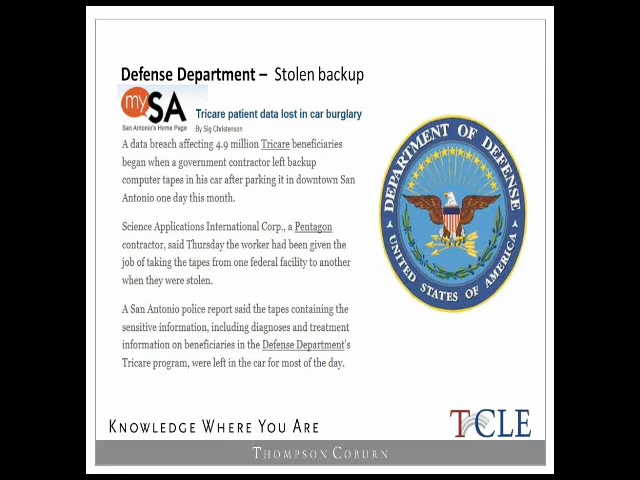 Defense Department – Stolen backup
mySA
San Antonio's Home Page
Tricare patient data lost in car burglary
By Sig Christenson
A data breach affecting 4.9 million Tricare beneficiaries
began when a government contractor left backup
computer tapes in his car after parking it in downtown San
Antonio one day this month.
Science Applications International Corp., a Pentagon
contractor, said Thursday the worker had been given the
job of taking the tapes from one federal facility to another
when they were stolen.
A San Antonio police report said the tapes containing the
sensitive information, including diagnoses and treatment
information on beneficiaries in the Defense Department's
Tricare program, were left in the car for most of the day.
DEPARTMENT OF DEFENSE
UNITED STATES OF AMERICA
KNOWLEDGE WHERE YOU ARE
TCLE
THOMPSON COBURN